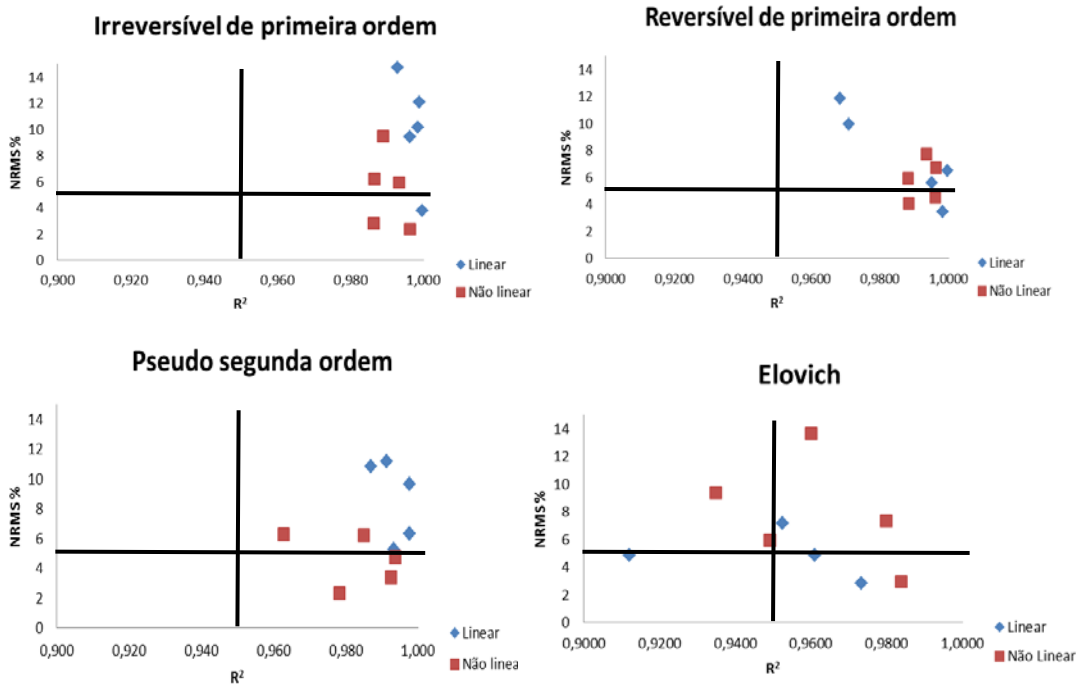 Irreversível de primeira ordem
NRMS %
14
12
10
8
6
4
2
0
0,900 0,920 0,940 0,960 0,980 1,000
R²
Linear
Não linear
Reversível de primeira ordem
NRMS %
14
12
10
8
6
4
2
0
0,9000 0,9200 0,9400 0,9600 0,9800 1,0000
R²
Linear
Não Linear
Pseudo segunda ordem
NRMS %
14
12
10
8
6
4
2
0
0,900 0,920 0,940 0,960 0,980 1,000
R²
Linear
Não linea
Elovich
NRMS %
14
12
10
8
6
4
2
0
0,9000 0,9200 0,9400 0,9600 0,9800 1,0000
R²
Linear
Não Linear